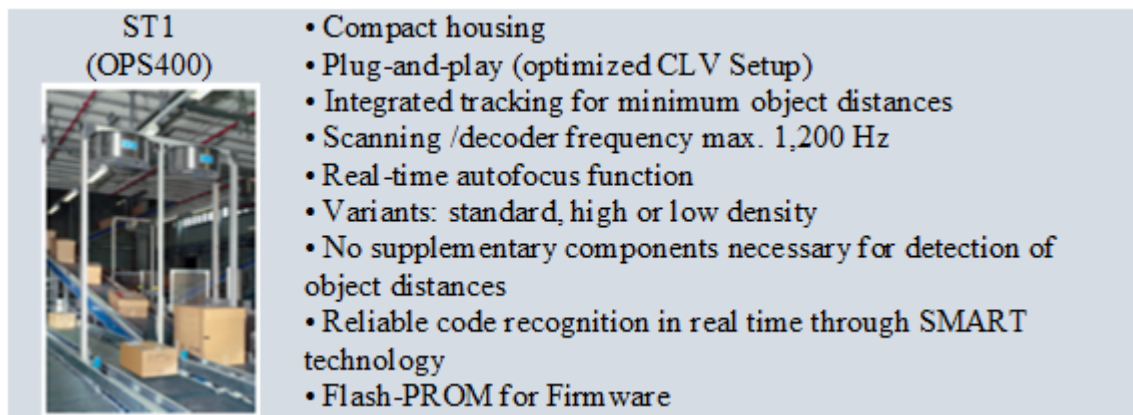 ST1
(OPS400)
• Compact housing
• Plug-and-play (optimized CLV Setup)
• Integrated tracking for minimum object distances
• Scanning /decoder frequency max. 1,200 Hz
• Real-time autofocus function
• Variants: standard, high or low density
• No supplementary components necessary for detection of
object distances
• Reliable code recognition in real time through SMART
technology
• Flash-PROM for Firmware